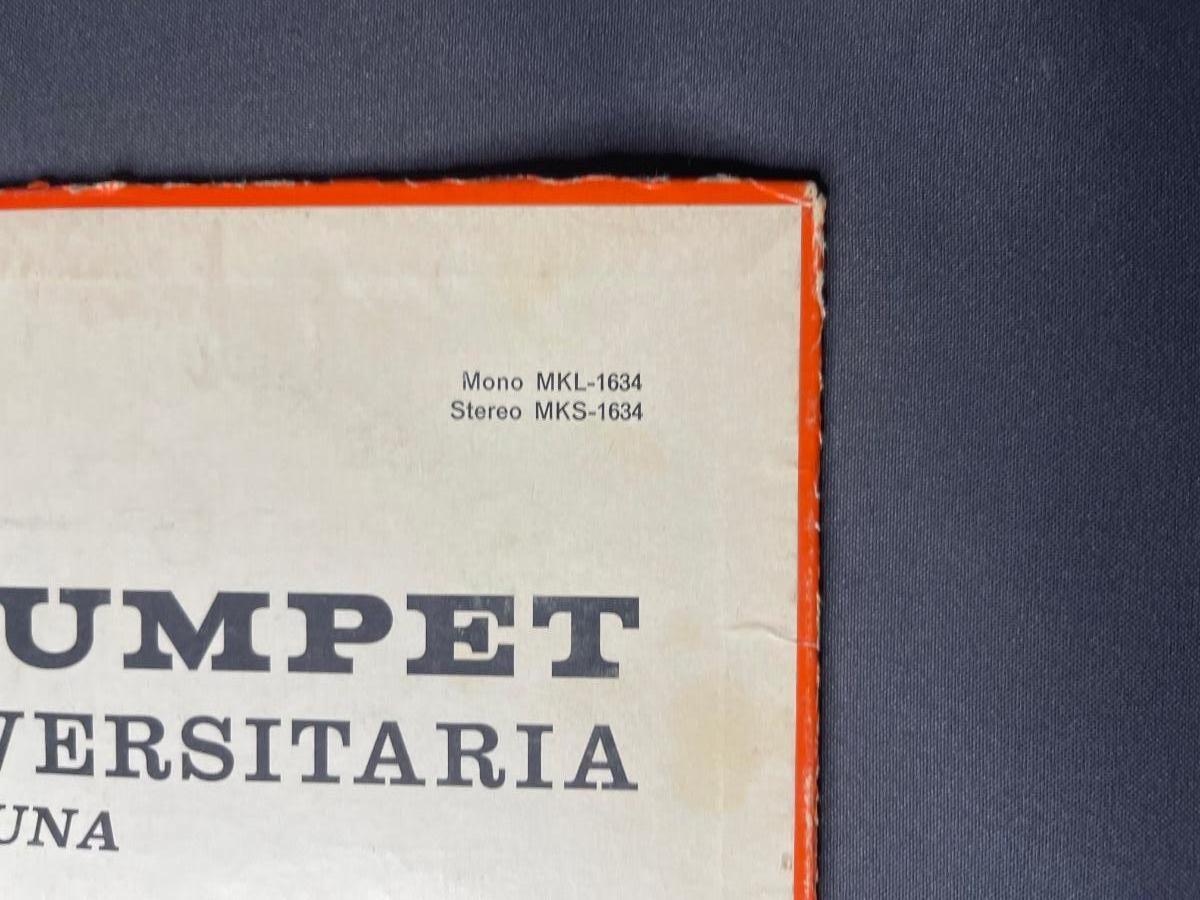 Mono MKL-1634
Stereo MKS-1634
UMPET
VERSITARIA
UNA